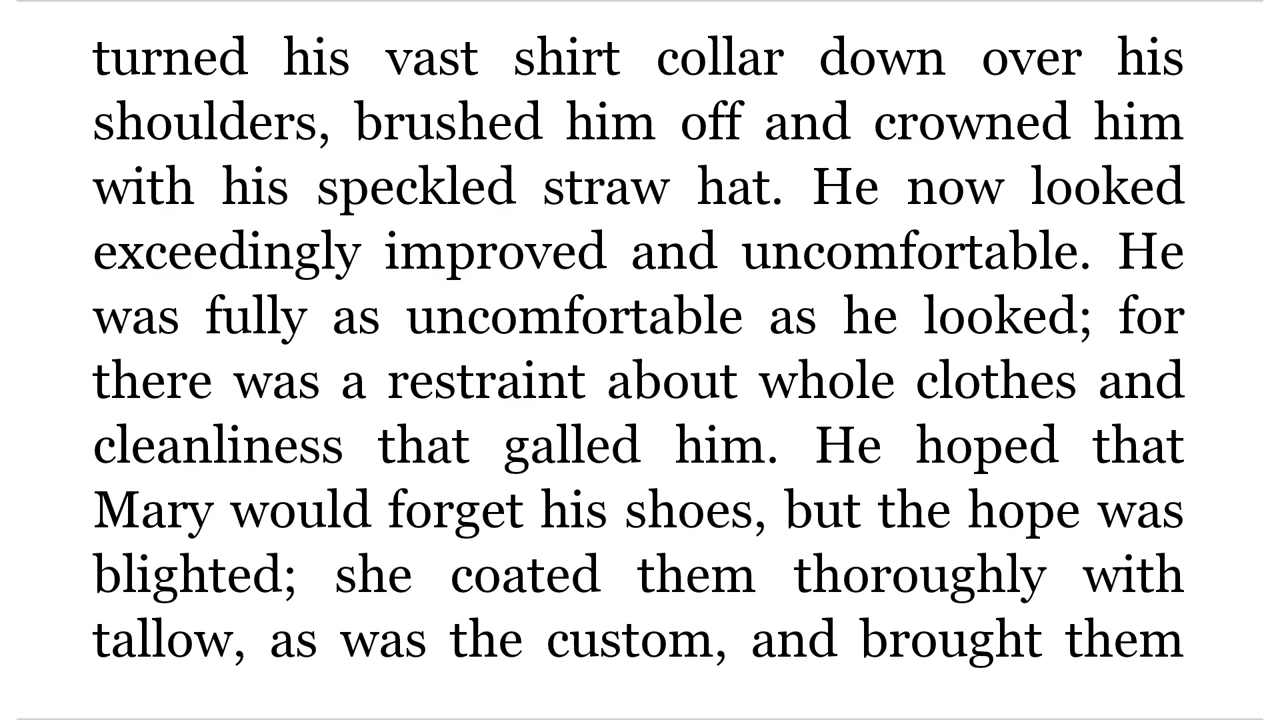 turned his vast shirt collar down over his
shoulders, brushed him off and crowned him
with his speckled straw hat. He now looked
exceedingly improved and uncomfortable. He
was fully as uncomfortable as he looked; for
there was a restraint about whole clothes and
cleanliness that galled him. He hoped that
Mary would forget his shoes, but the hope was
blighted; she coated them thoroughly with
tallow, as was the custom, and brought them